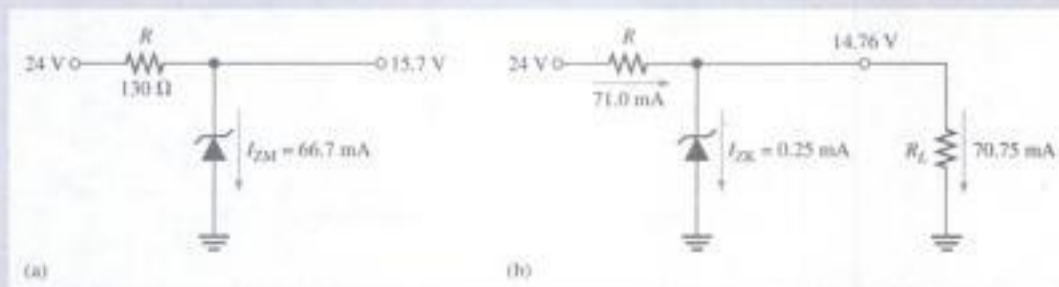 R
24 V
130 Ω
15.7 V
I_ZM = 66.7 mA
(a)
14.76 V
R
24 V
71.0 mA
I_ZK = 0.25 mA
R_L
70.75 mA
(b)